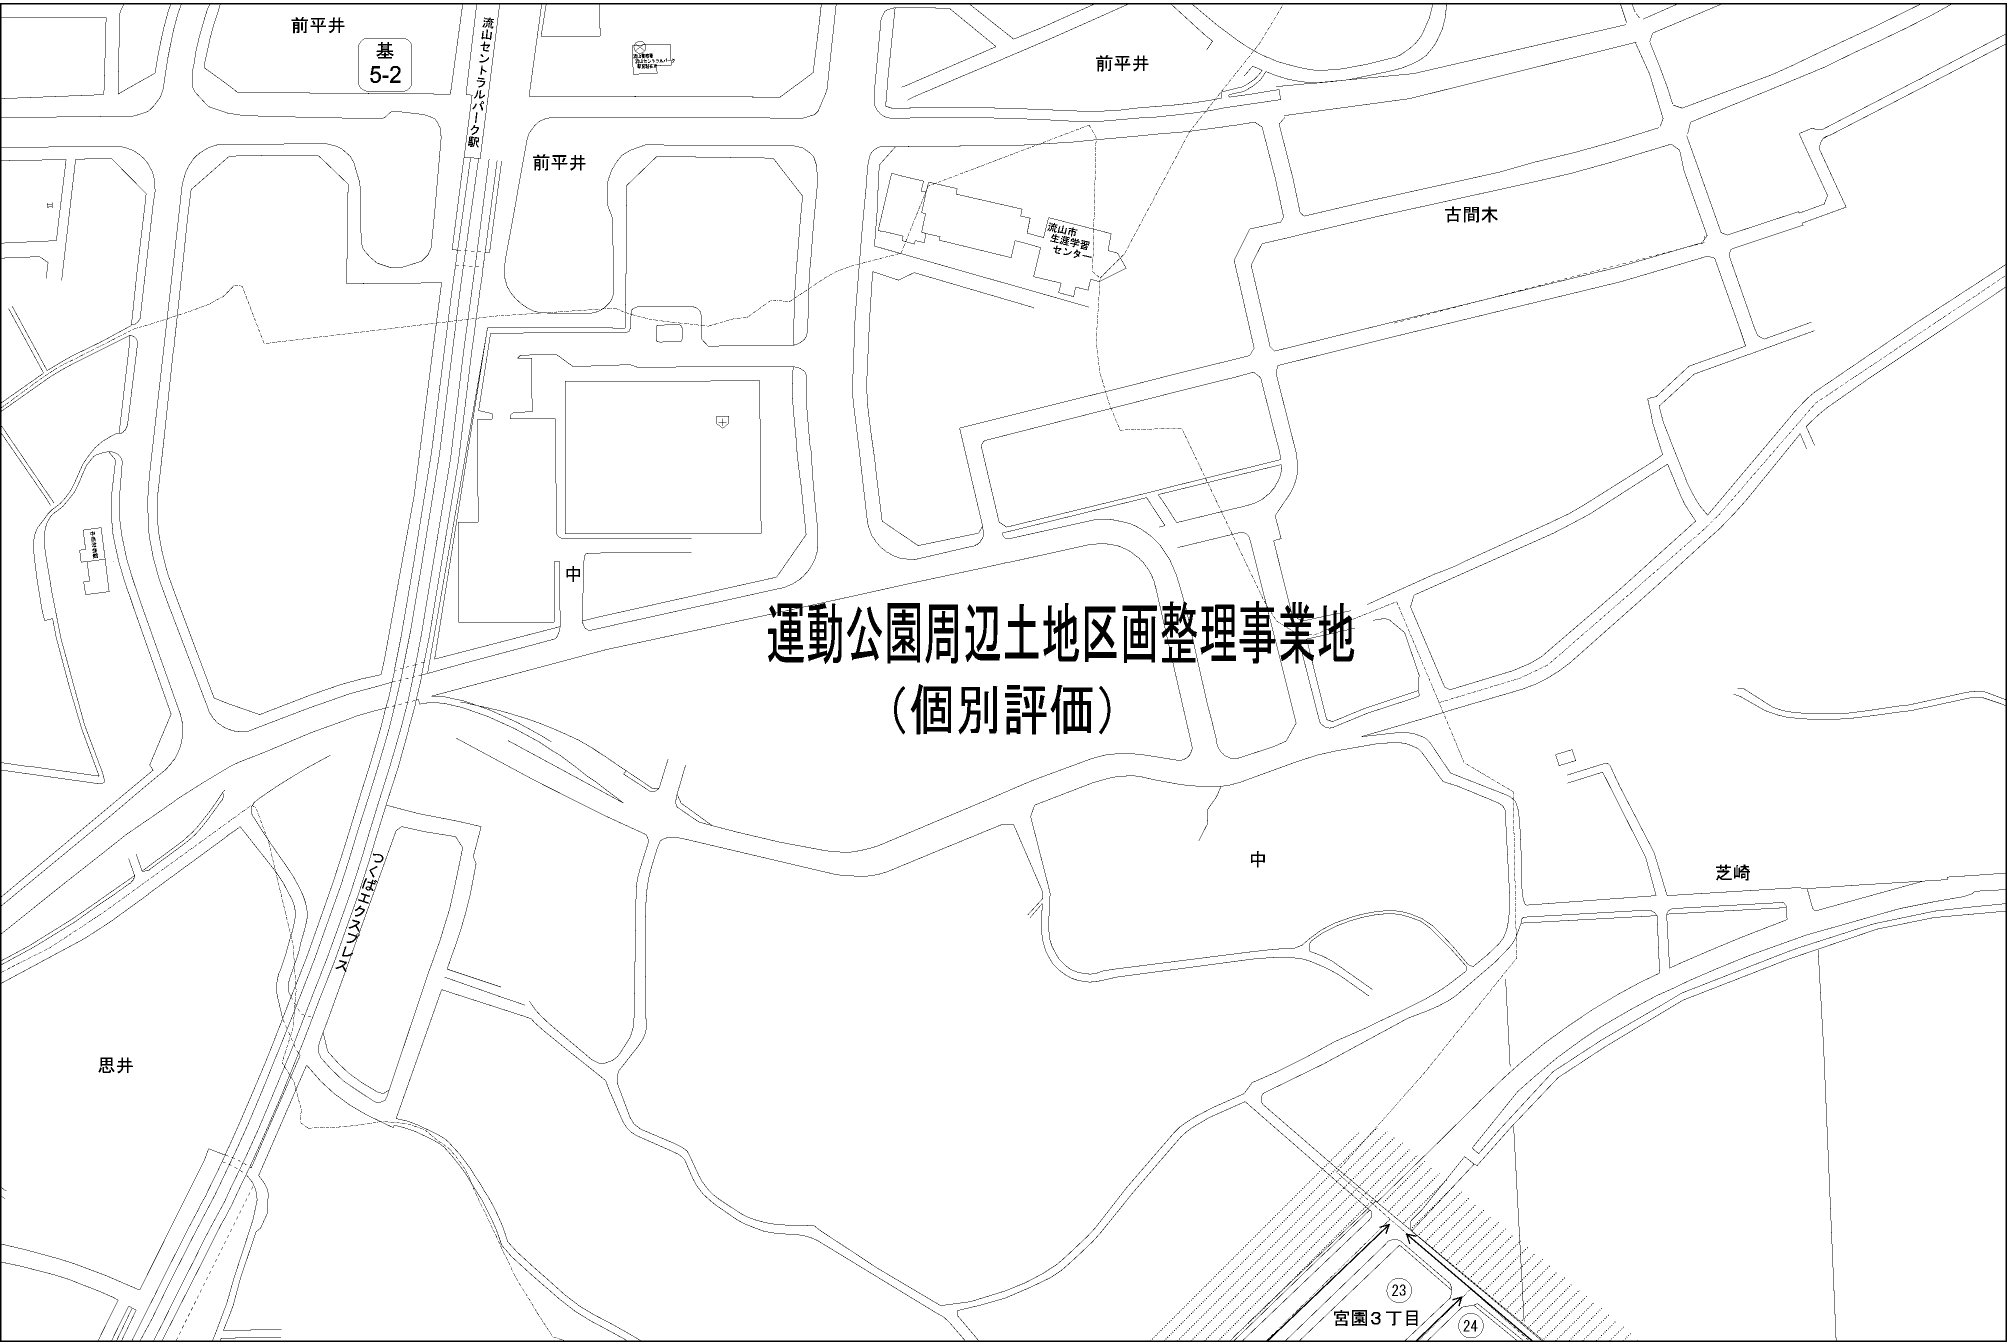 前平井
流山セントラルパーク駅
基
5-2
前平井
前平井
古間木
流山市
生涯学習
センター
中
運動公園周辺土地区画整理事業地
（個別評価）
中
芝崎
つくばエクスプレス
思井
23
宮園３丁目
24